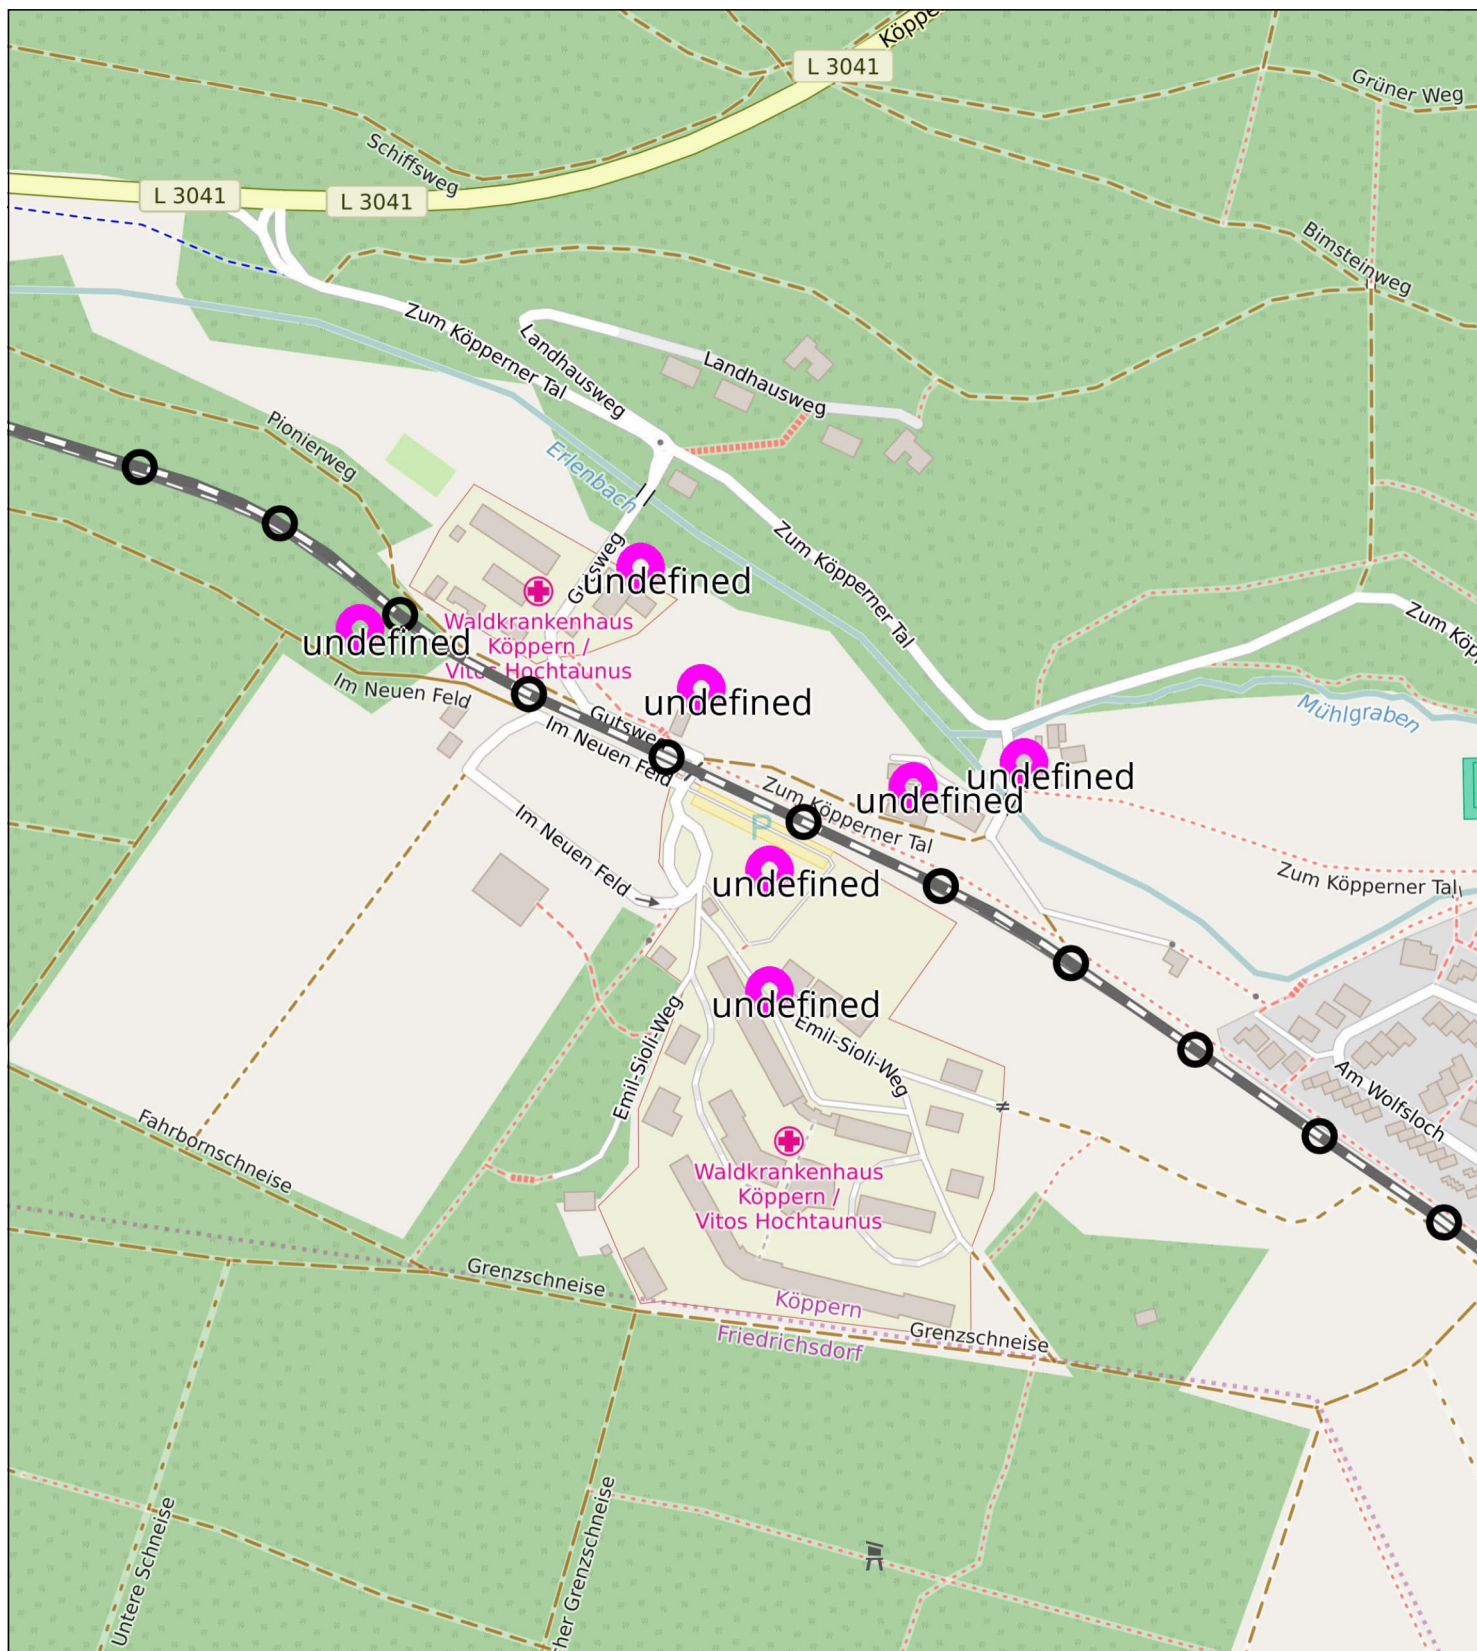 Köppe
L 3041
Grüner Weg
Schiffsweg
L 3041
L 3041
Bimsteinweg
Zum Köpperner Tal
Landhausweg
Landhausweg
Pionierweg
Erlenbach
Zum Köpperner Tal
Gutsweg
undefined
Zum Köp
Waldkrankenhaus
Köppern /
Vitos Hochtaunus
undefined
Im Neuen Feld
undefined
Mühlgraben
Gutsweg
Im Neuen Feld
undefined
undefined
Zum Köpperner Tal
P
Im Neuen Feld
undefined
Zum Köpperner Tal
undefined
Emil-Sioli-Weg
Emil-Sioli-Weg
Am Wolfsloch
Fahrbornschneise
Waldkrankenhaus
Köppern /
Vitos Hochtaunus
Grenzschneise
Köppern
Friedrichsdorf
Grenzschneise
Untere Schneise
her Grenzschneise